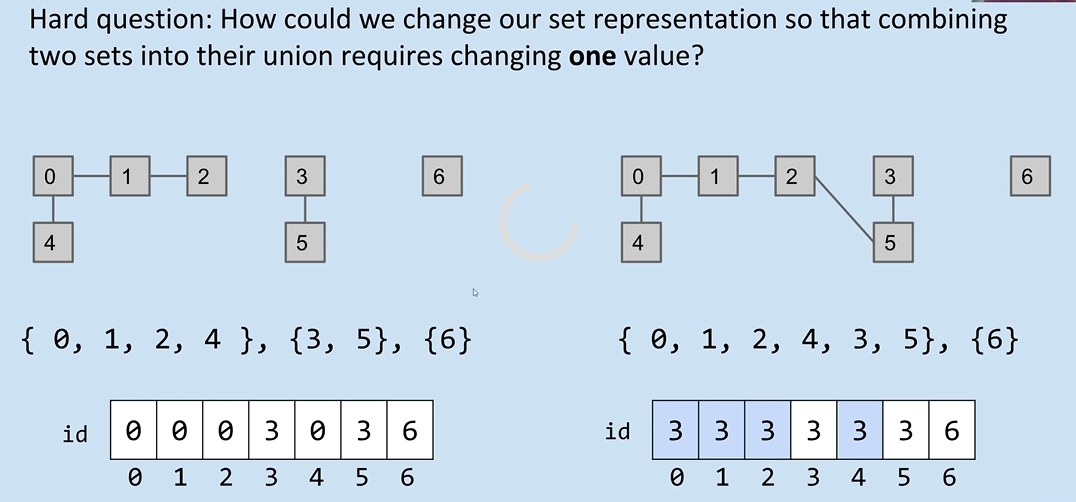 Hard question: How could we change our set representation so that combining
two sets into their union requires changing one value?
0 1 2 3 6
4 5
0 1 2 3 6
4 5
{ 0, 1, 2, 4 }, {3, 5}, {6}
{ 0, 1, 2, 4, 3, 5}, {6}
id 0 0 0 3 0 3 6
0 1 2 3 4 5 6
id 3 3 3 3 3 3 6
0 1 2 3 4 5 6